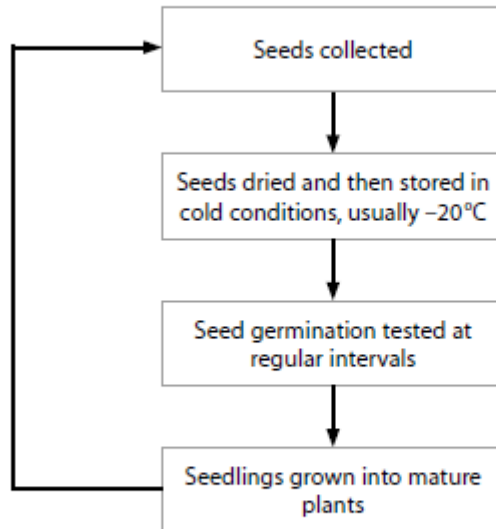 Seeds collected
Seeds dried and then stored in
cold conditions, usually –20°C
Seed germination tested at
regular intervals
Seedlings grown into mature
plants